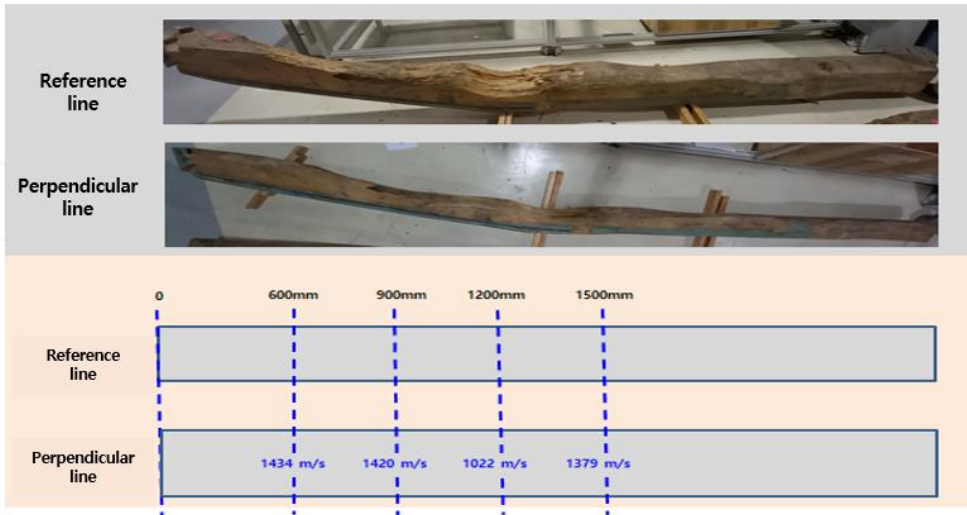 Reference
line
Perpendicular
line
0 600mm 900mm 1200mm 1500mm
Reference
line
Perpendicular
line
1434 m/s 1420 m/s 1022 m/s 1379 m/s